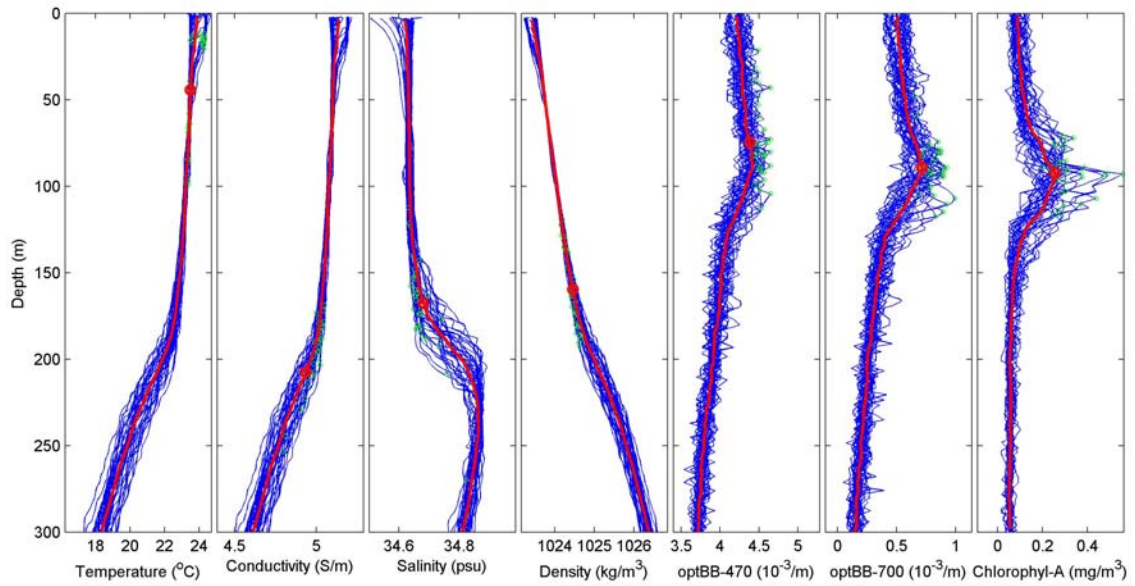 0
50
100
150
200
250
300
Depth (m)
18 20 22 24
Temperature (°C)
4.5 5
Conductivity (S/m)
34.6 34.8
Salinity (psu)
1024 1025 1026
Density (kg/m³)
3.5 4 4.5 5
optBB-470 (10⁻³/m)
0 0.5 1
optBB-700 (10⁻³/m)
0 0.2 0.4
Chlorophyl-A (mg/m³)